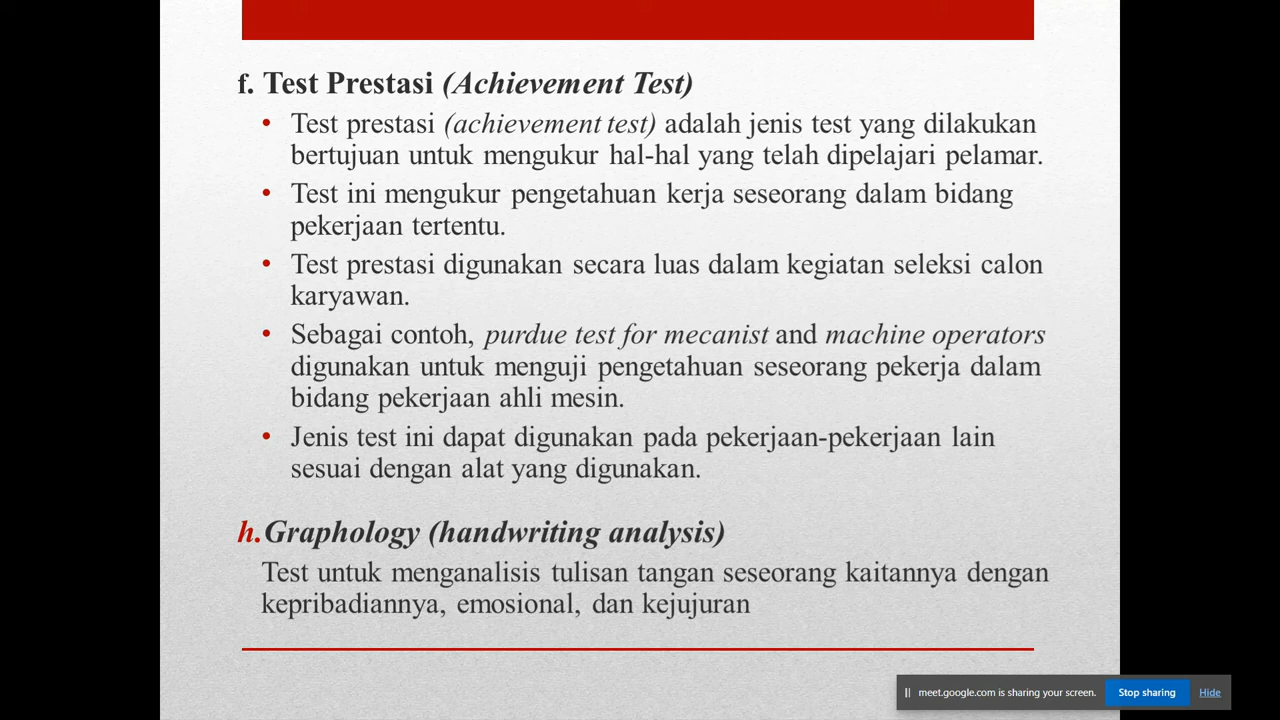 f. Test Prestasi (Achievement Test)
• Test prestasi (achievement test) adalah jenis test yang dilakukan
bertujuan untuk mengukur hal-hal yang telah dipelajari pelamar.
• Test ini mengukur pengetahuan kerja seseorang dalam bidang
pekerjaan tertentu.
• Test prestasi digunakan secara luas dalam kegiatan seleksi calon
karyawan.
• Sebagai contoh, purdue test for mecanist and machine operators
digunakan untuk menguji pengetahuan seseorang pekerja dalam
bidang pekerjaan ahli mesin.
• Jenis test ini dapat digunakan pada pekerjaan-pekerjaan lain
sesuai dengan alat yang digunakan.
h.Graphology (handwriting analysis)
Test untuk menganalisis tulisan tangan seseorang kaitannya dengan
kepribadiannya, emosional, dan kejujuran
meet.google.com is sharing your screen. Stop sharing Hide